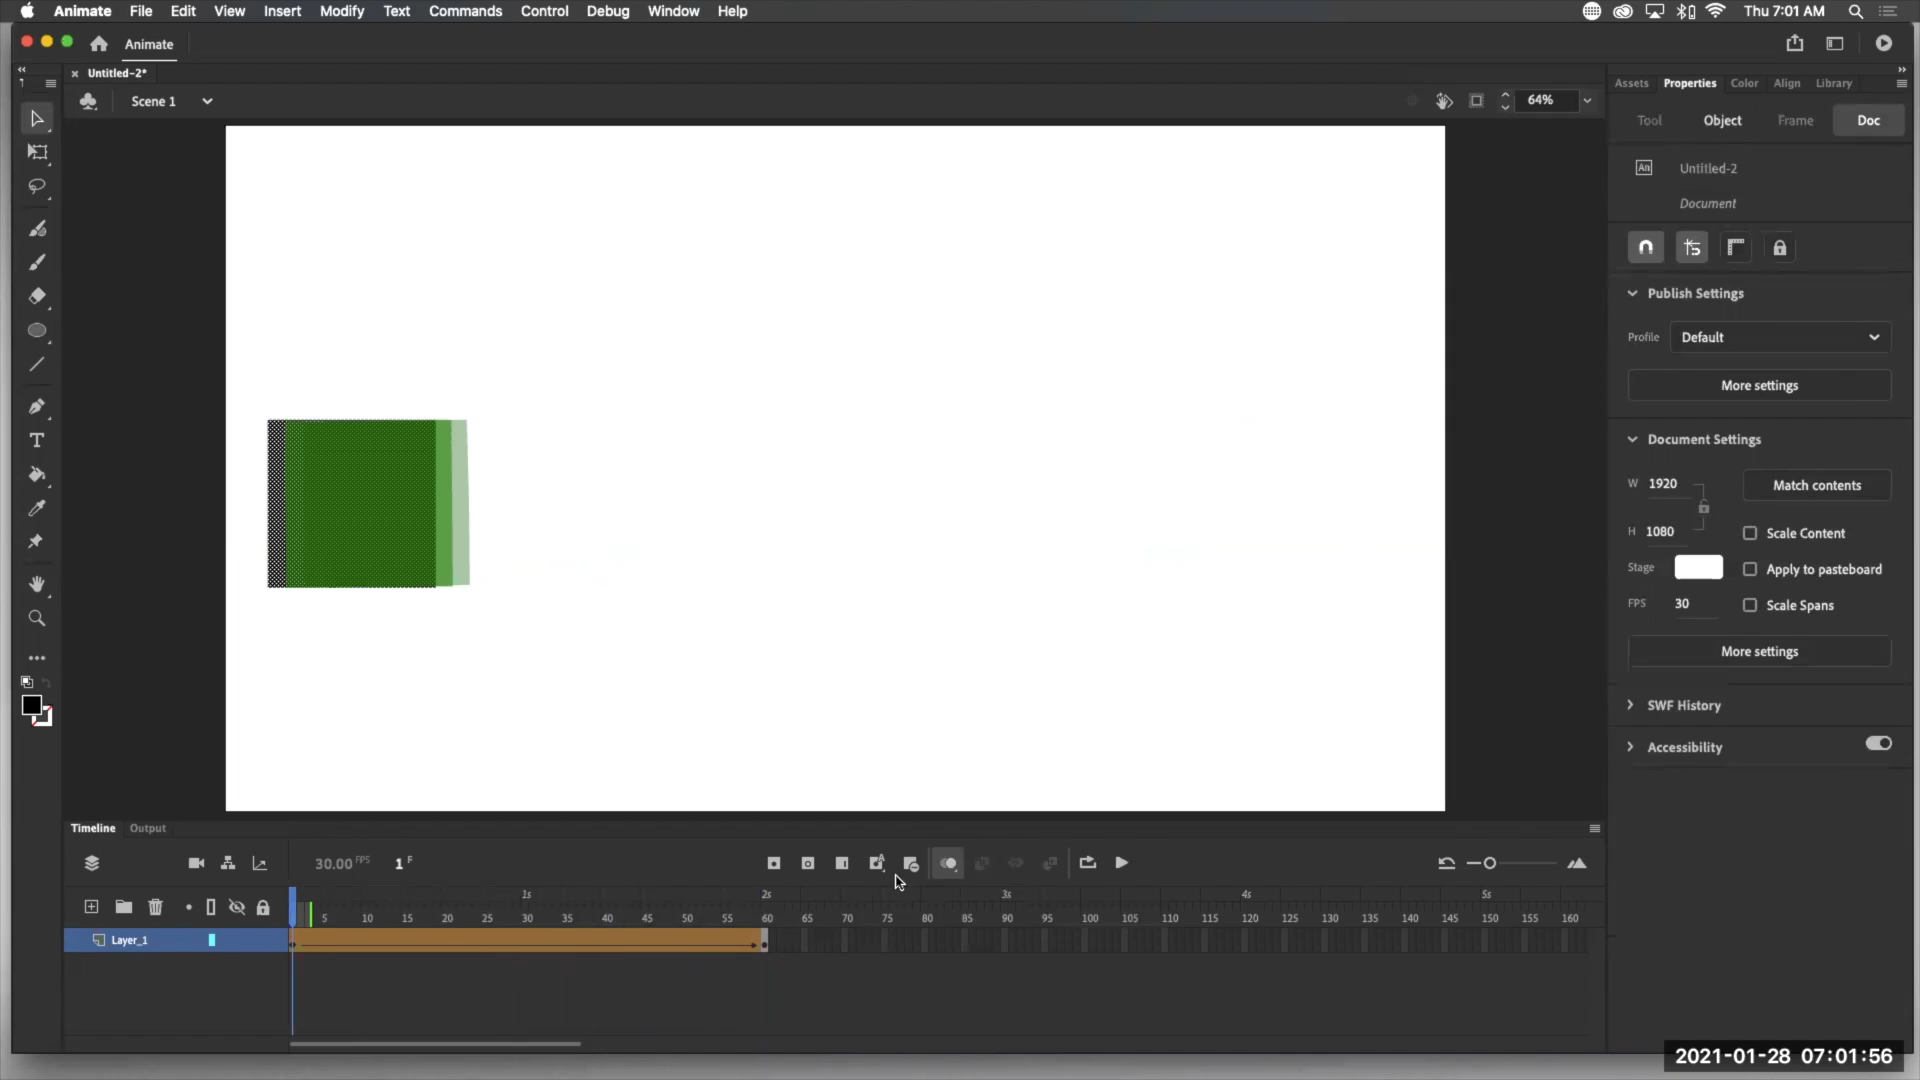 Animate File Edit View Insert Modify Text Commands Control Debug Window Help Thu 7:01 AM
Animate
Untitled-2*
Scene 1 64%
Assets Properties Color Align Library
Tool Object Frame Doc
An Untitled-2
Document
Publish Settings
Profile Default
More settings
Document Settings
W 1920 Match contents
H 1080 Scale Content
Stage Apply to pasteboard
FPS 30 Scale Spans
More settings
SWF History
Accessibility
Timeline Output
30.00 FPS 1 F
1s 2s 3s 4s 5s
5 10 15 20 25 30 35 40 45 50 55 60 65 70 75 80 85 90 95 100 105 110 115 120 125 130 135 140 145 150 155 160
Layer_1
2021-01-28 07:01:56